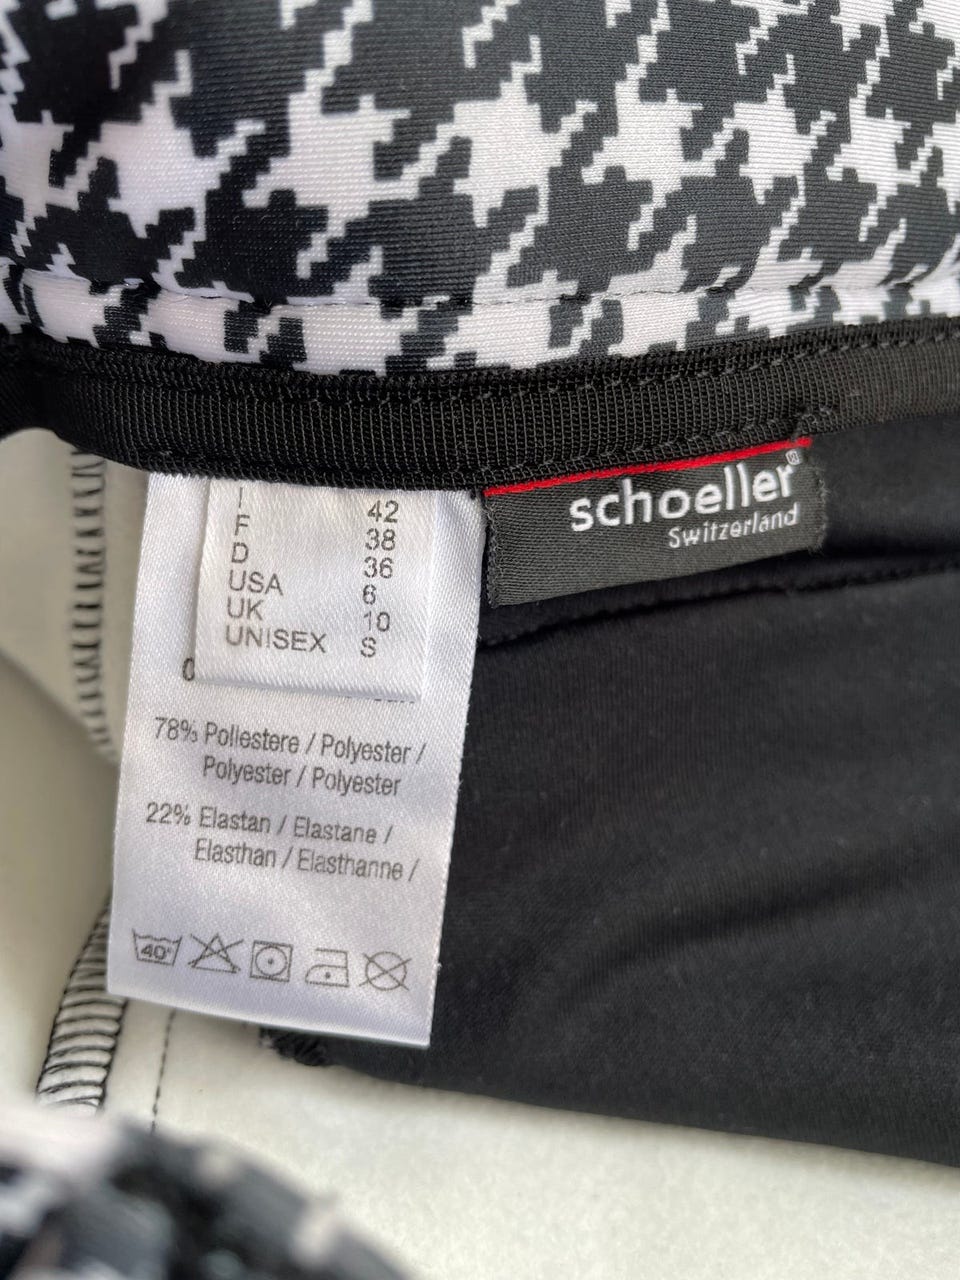 I 42
F 38
D 36
USA 6
UK 10
UNISEX S
78% Poliestere / Polyester /
Polyester / Polyester
22% Elastan / Elastane /
Elasthan / Elasthanne /
40°
schoeller®
Switzerland